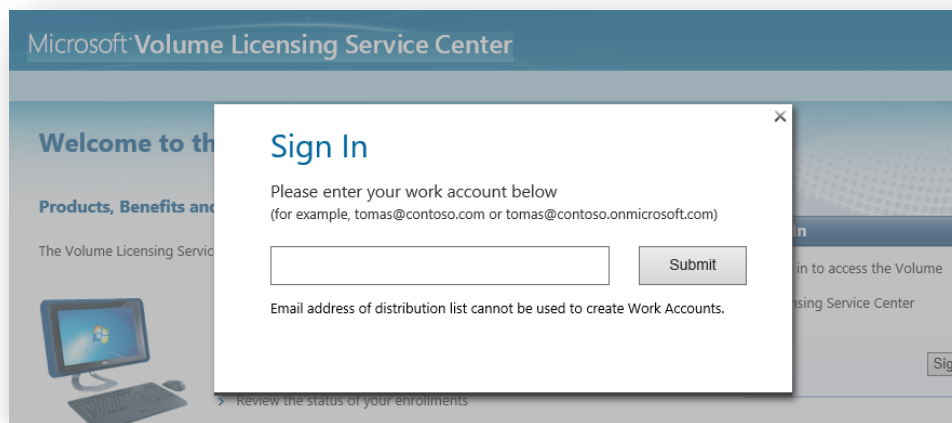 Microsoft Volume Licensing Service Center
Welcome to th
Sign In
Please enter your work account below
(for example, tomas@contoso.com or tomas@contoso.onmicrosoft.com)
Products, Benefits and
In
The Volume Licensing Servic
Submit
in to access the Volume
Email address of distribution list cannot be used to create Work Accounts.
nsing Service Center
Sig
Review the status of your enrollments